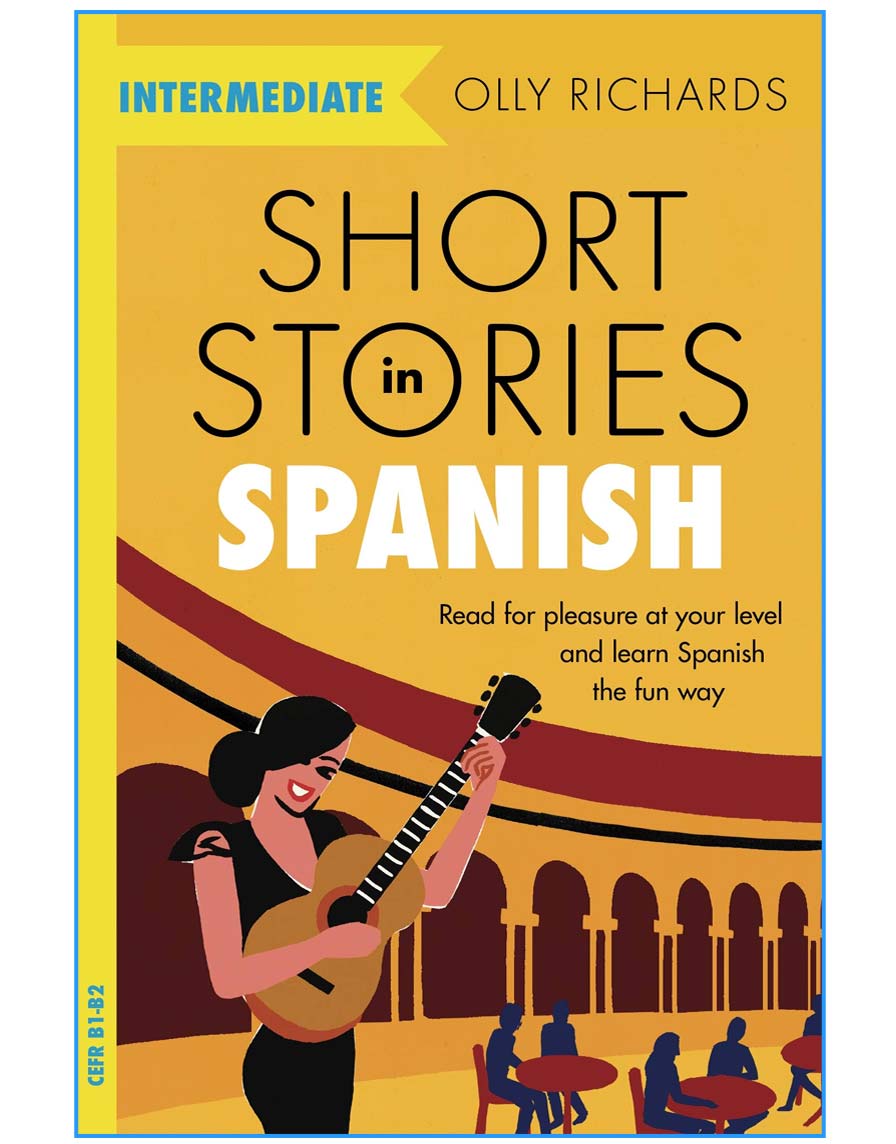 INTERMEDIATE
OLLY RICHARDS
SHORT
STORIES
in
SPANISH
Read for pleasure at your level
and learn Spanish
the fun way
CEFR B1-B2